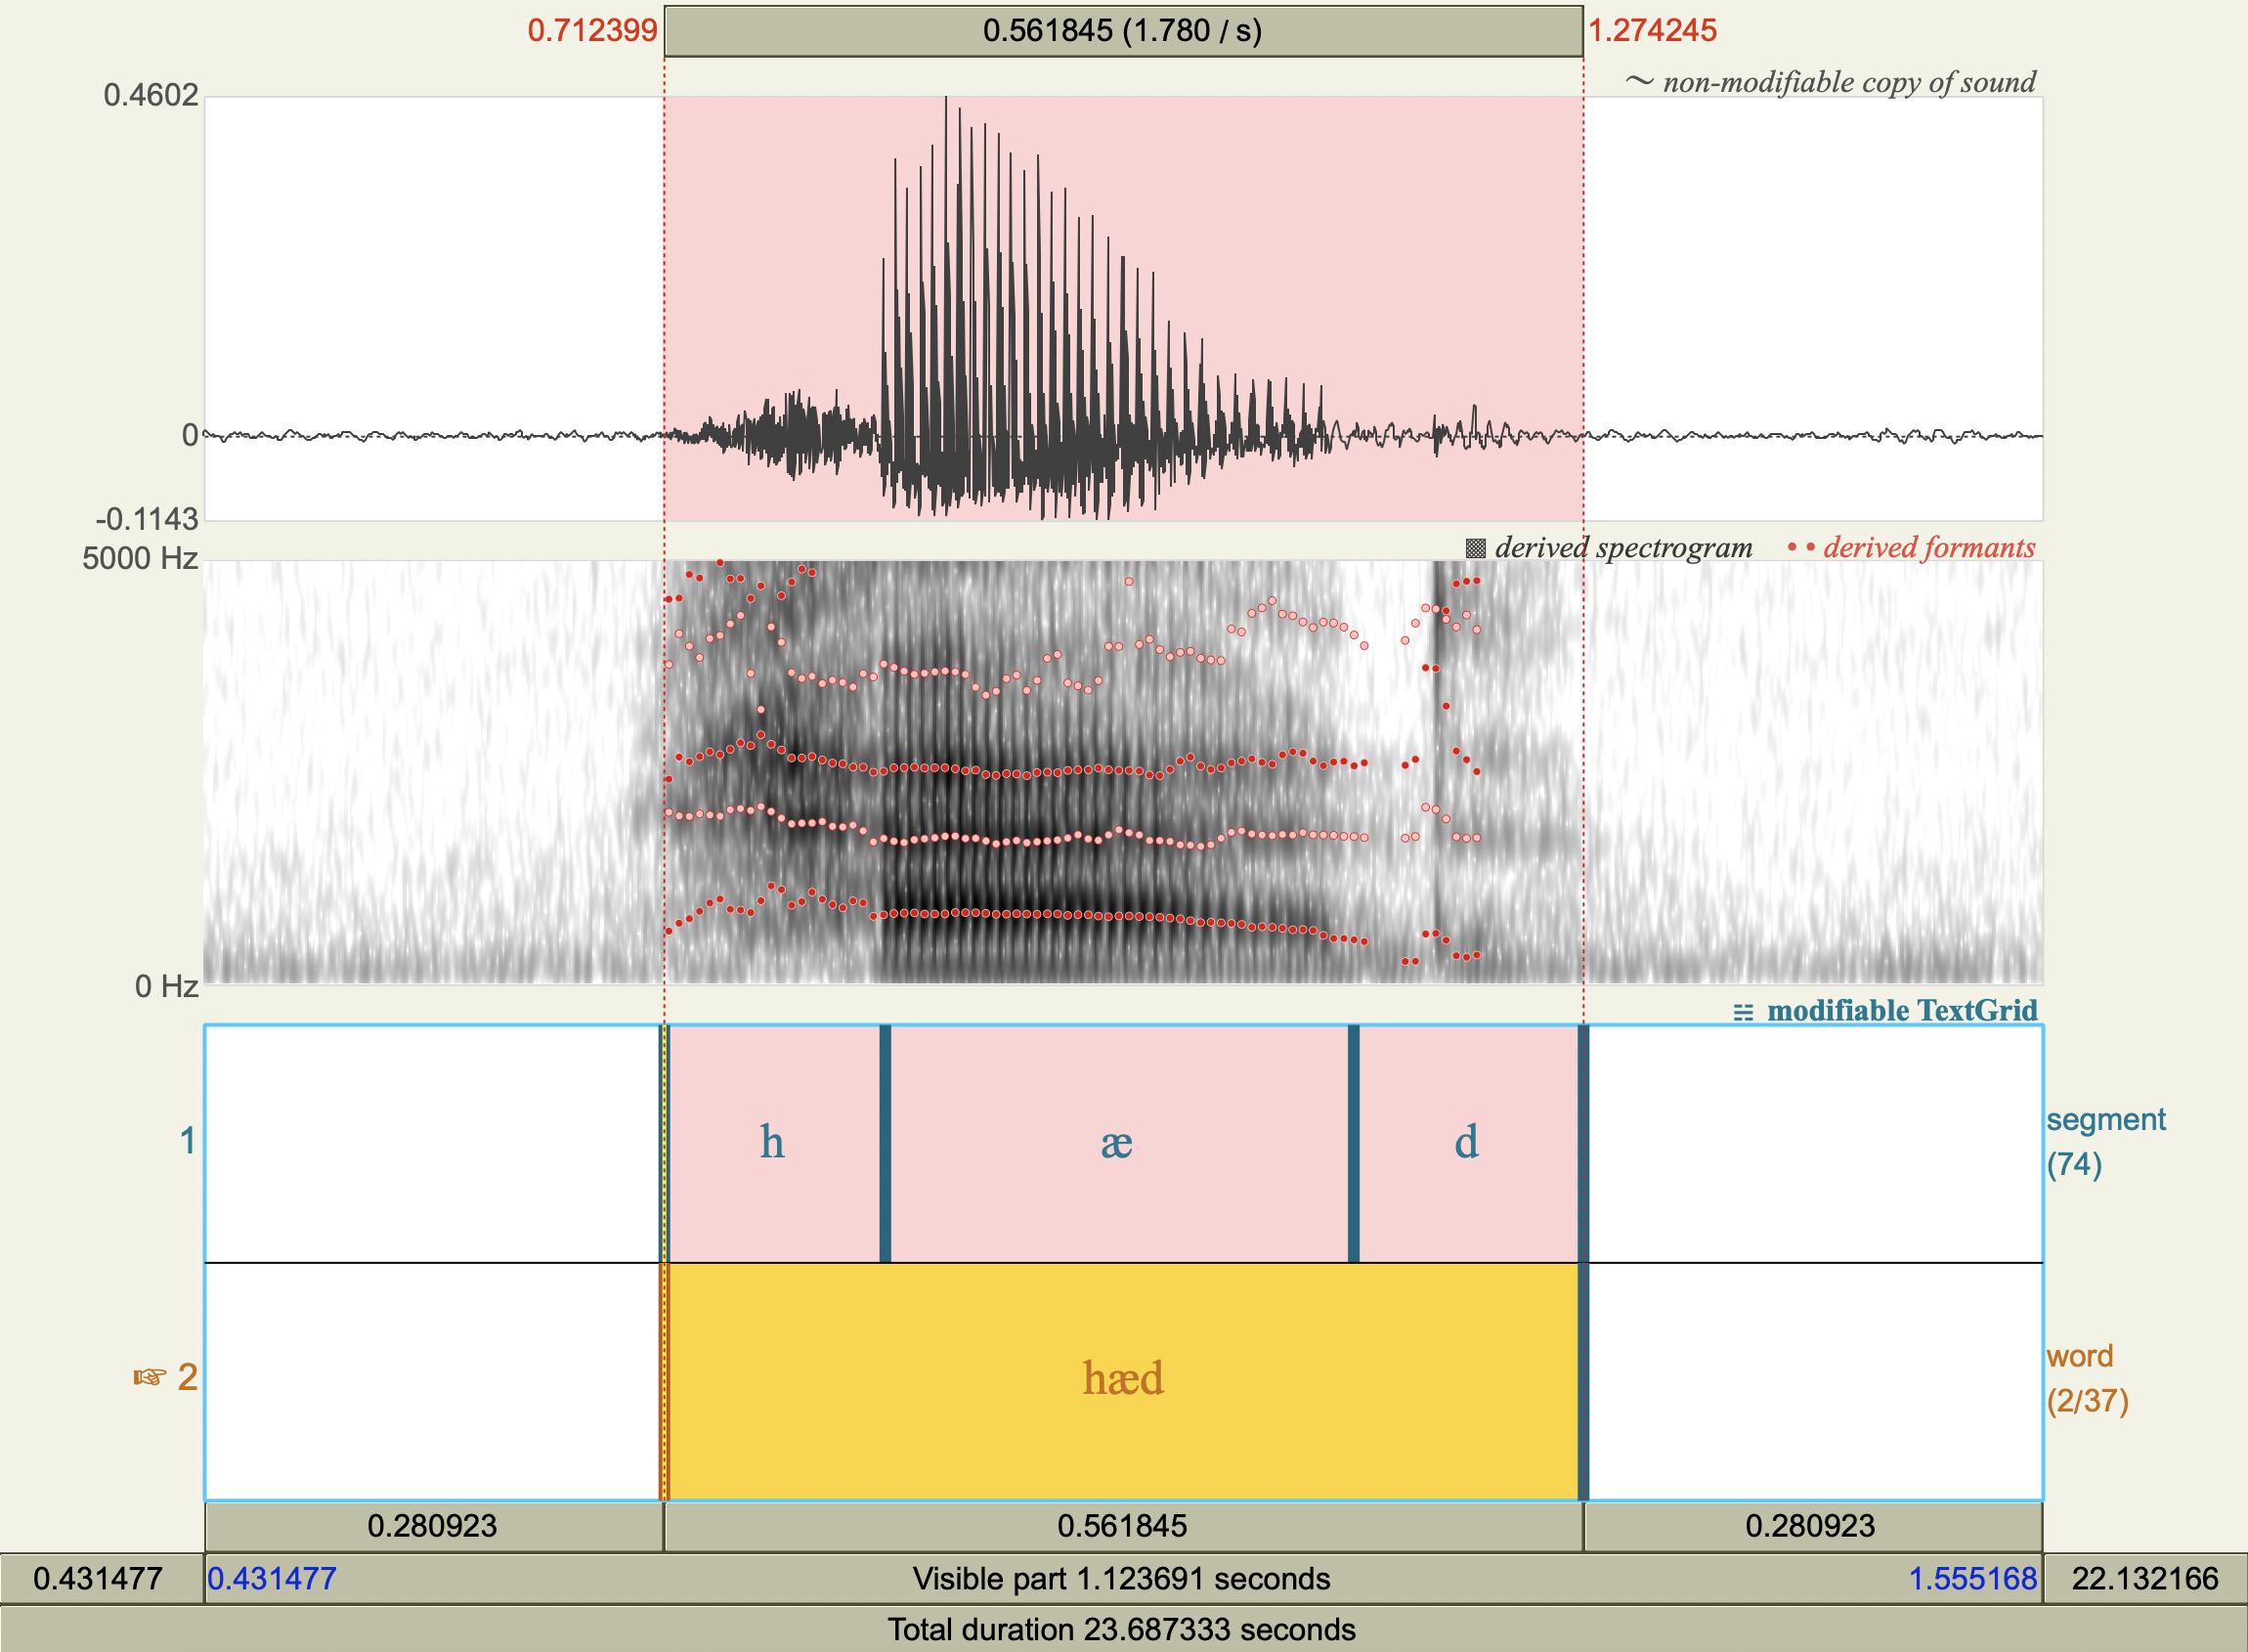 0.712399 0.561845 (1.780 / s) 1.274245
~ non-modifiable copy of sound
0.4602
0
-0.1143
5000 Hz
derived spectrogram •• derived formants
0 Hz
modifiable TextGrid
1 h æ d segment
(74)
☞ 2 hæd word
(2/37)
0.280923 0.561845 0.280923
0.431477 0.431477 Visible part 1.123691 seconds 1.555168 22.132166
Total duration 23.687333 seconds